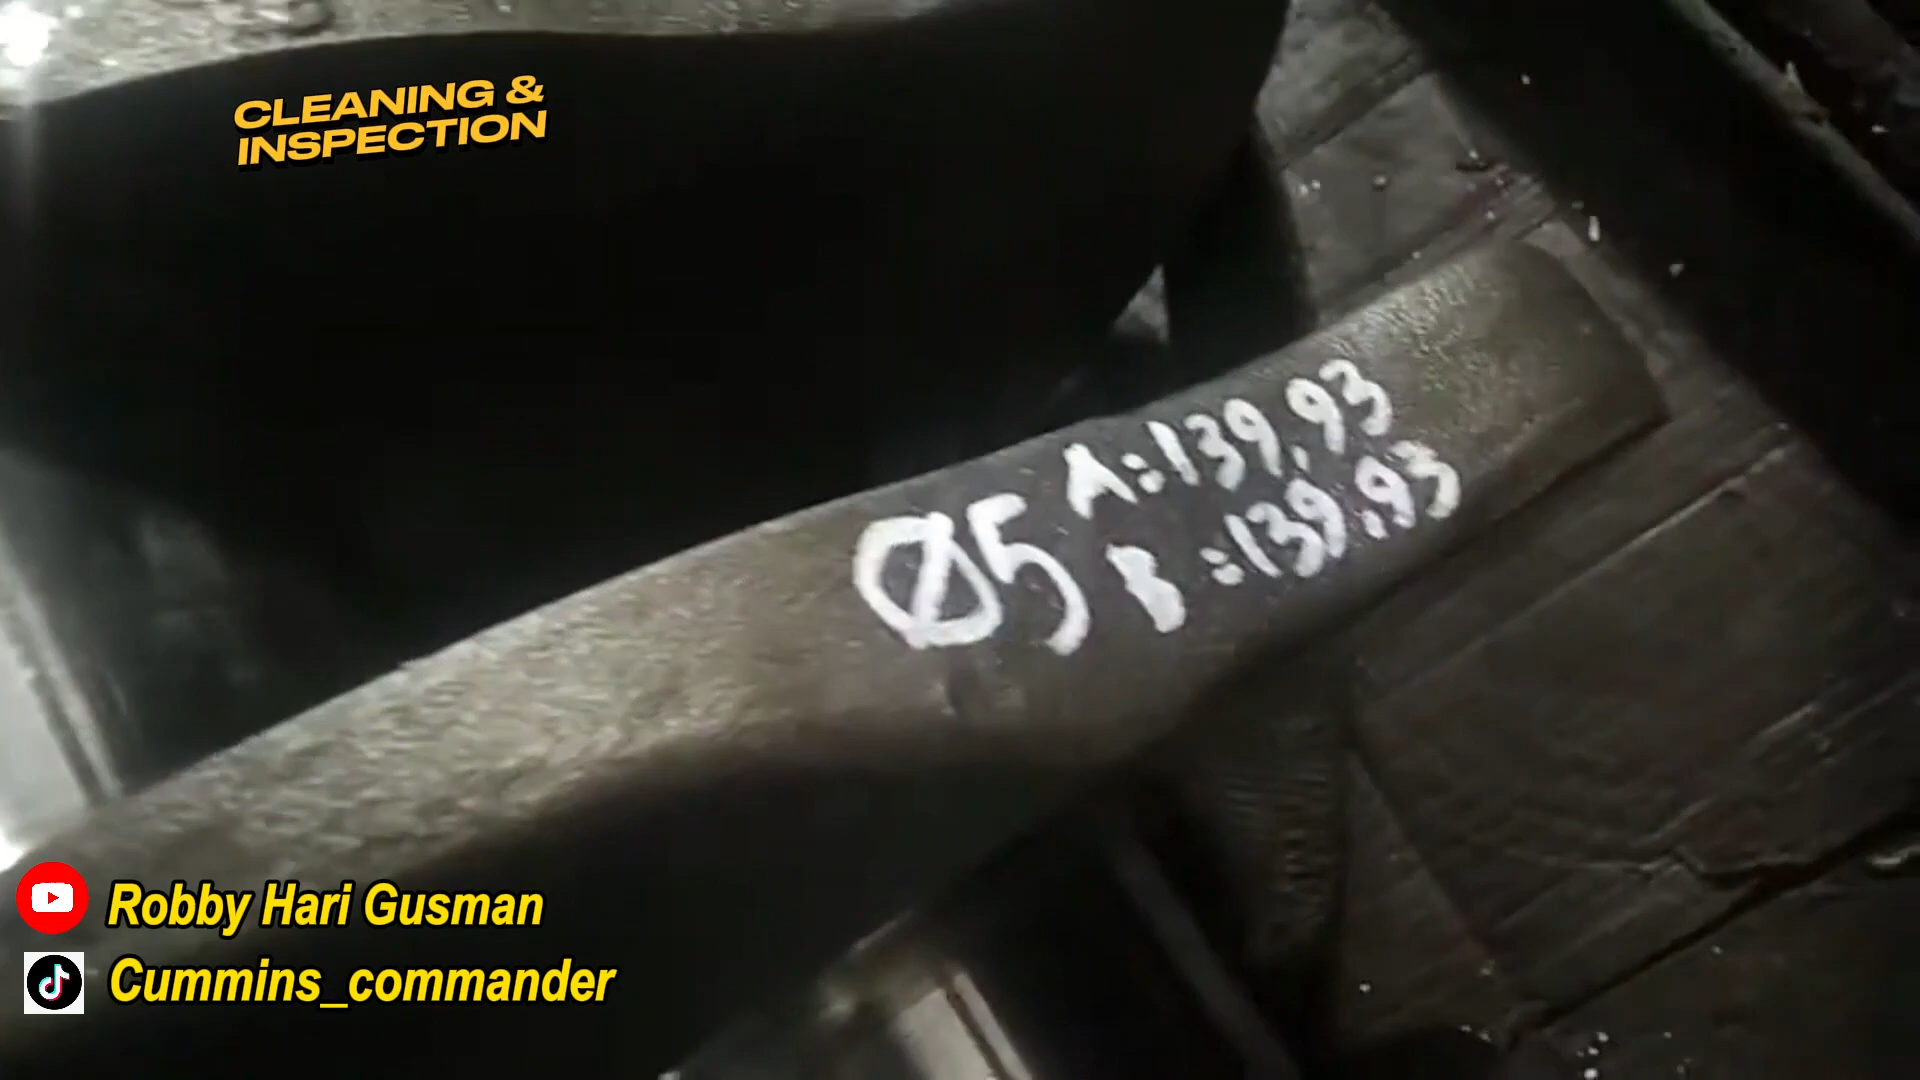 CLEANING &
INSPECTION
Ø5
A:139,93
B:139,93
Robby Hari Gusman
Cummins_commander